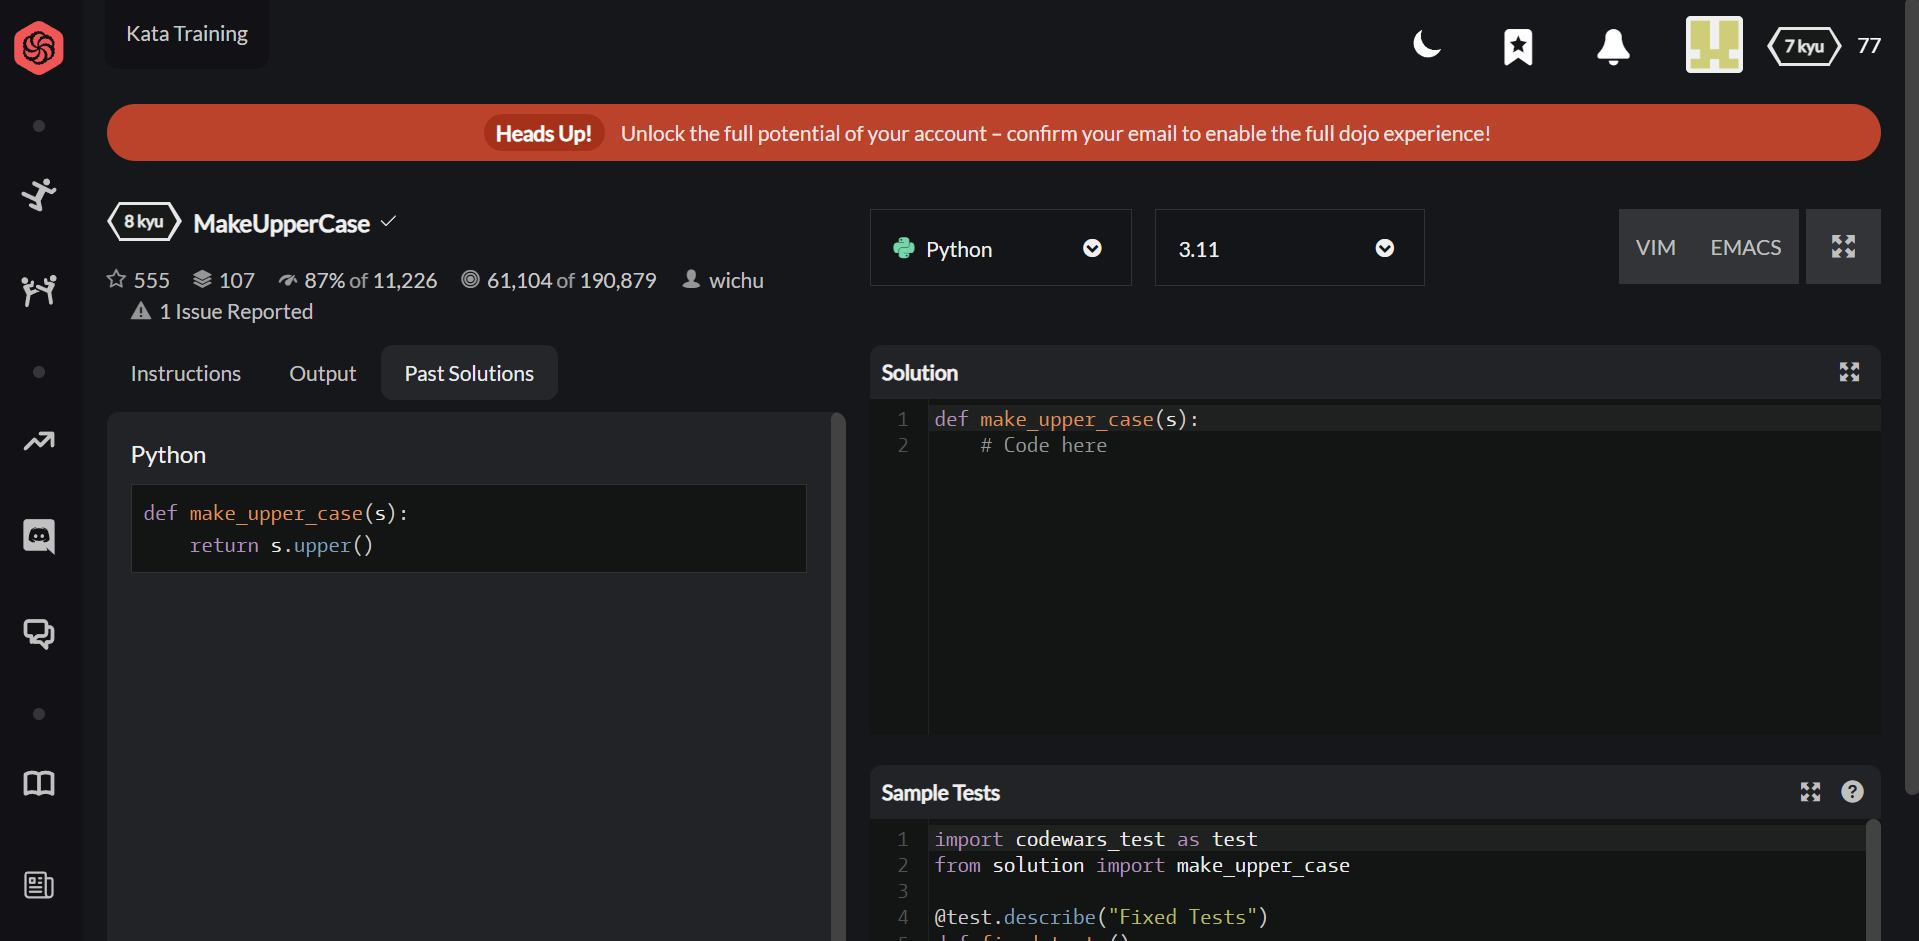 Kata Training
7 kyu 77
Heads Up! Unlock the full potential of your account – confirm your email to enable the full dojo experience!
8 kyu MakeUpperCase
555 107 87% of 11,226 61,104 of 190,879 wichu
1 Issue Reported
Python 3.11 VIM EMACS
Instructions Output Past Solutions
Python
def make_upper_case(s):
    return s.upper()
Solution
1 def make_upper_case(s):
2     # Code here
Sample Tests
?
1 import codewars_test as test
2 from solution import make_upper_case
3
4 @test.describe("Fixed Tests")